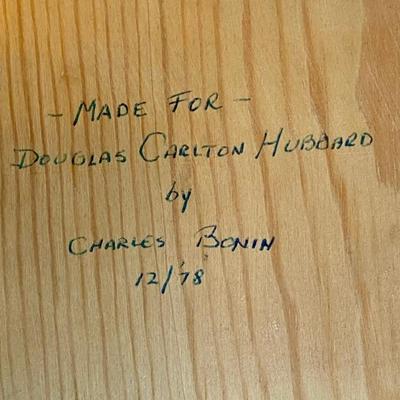 - MADE FOR -
DOUGLAS CARLTON HUBBARD
by
CHARLES BONIN
12/'78